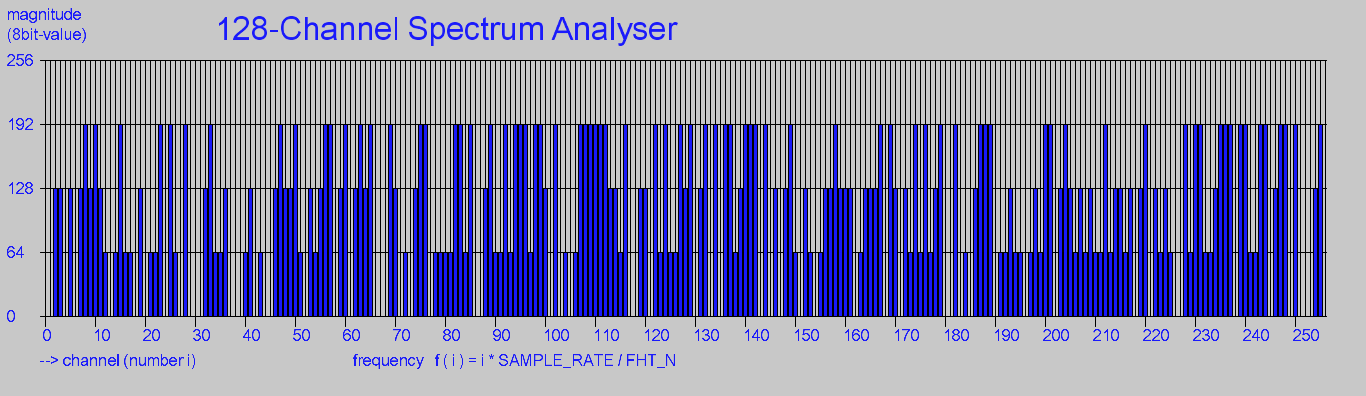 magnitude
(8bit-value)
128-Channel Spectrum Analyser
256
192
128
64
0
0 10 20 30 40 50 60 70 80 90 100 110 120 130 140 150 160 170 180 190 200 210 220 230 240 250
--> channel (number i)
frequency f ( i ) = i * SAMPLE_RATE / FHT_N